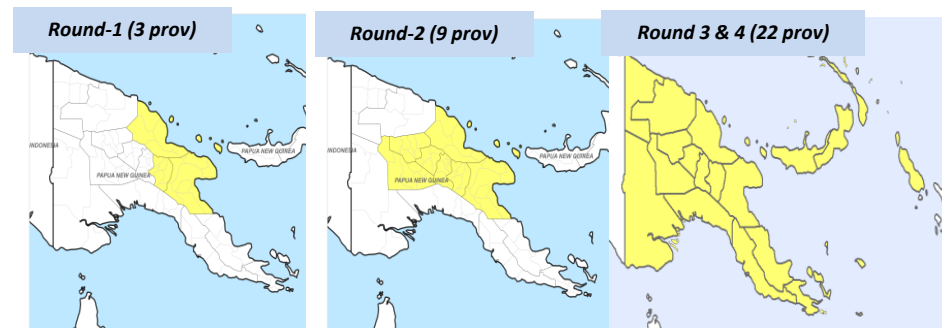 Round-1 (3 prov)
Round-2 (9 prov)
Round 3 & 4 (22 prov)
INDONESIA
PAPUA NEW GUINEA
PAPUA NEW GUINEA
INDONESIA
PAPUA NEW GUINEA
PAPUA NEW GUINEA